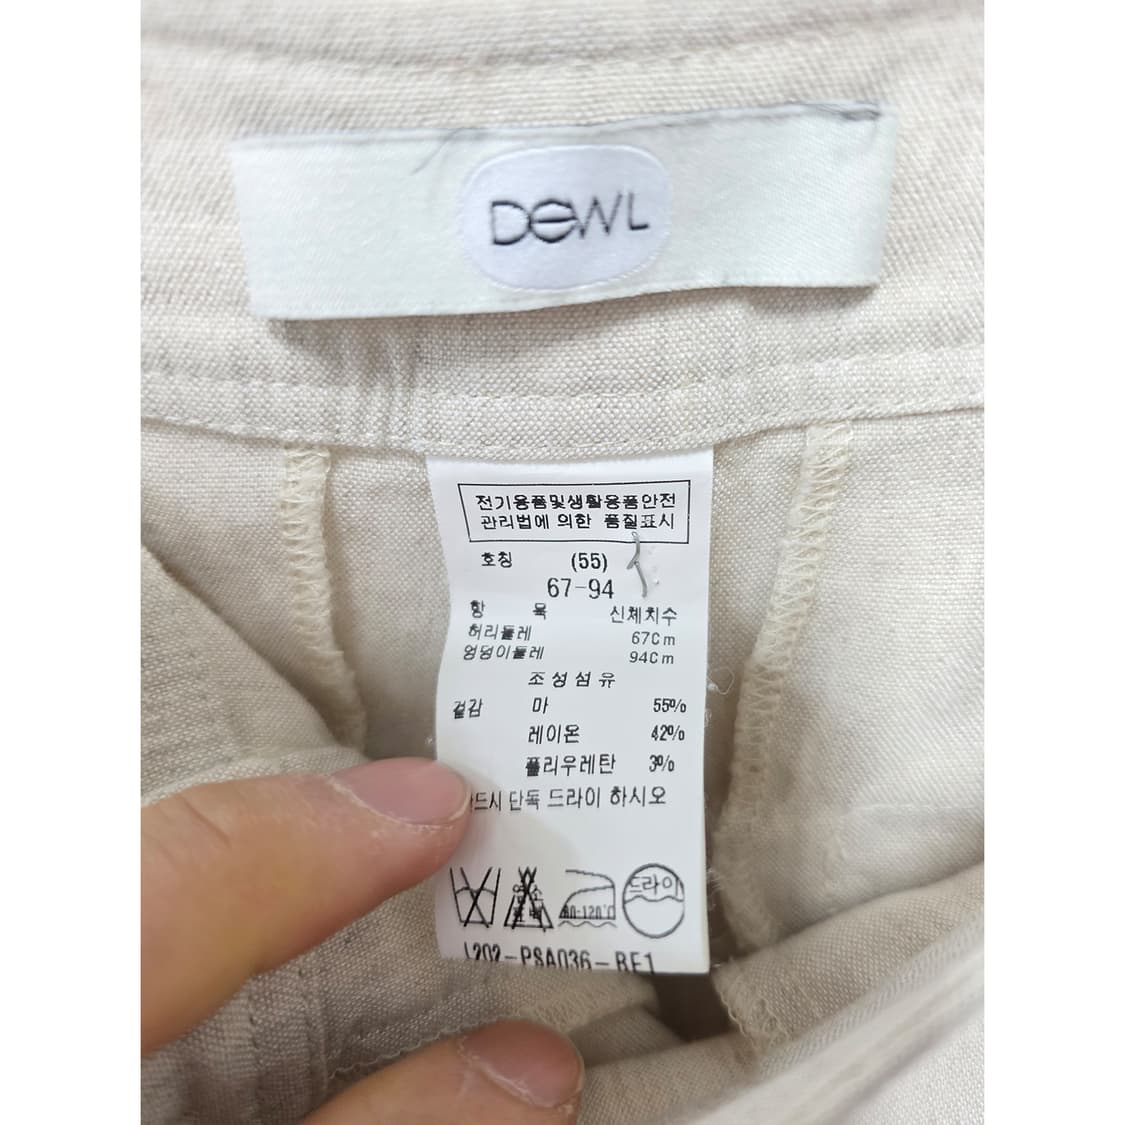 DEWL
전기용품및생활용품안전
관리법에 의한 품질표시
호칭 (55)
67-94
항 목 신체치수
허리둘레 67Cm
엉덩이둘레 94Cm
조성섬유
겉감 마 55%
레이온 42%
폴리우레탄 3%
드시 단독 드라이 하시오
80-120℃ 드라이
L202-PSA036-BE1